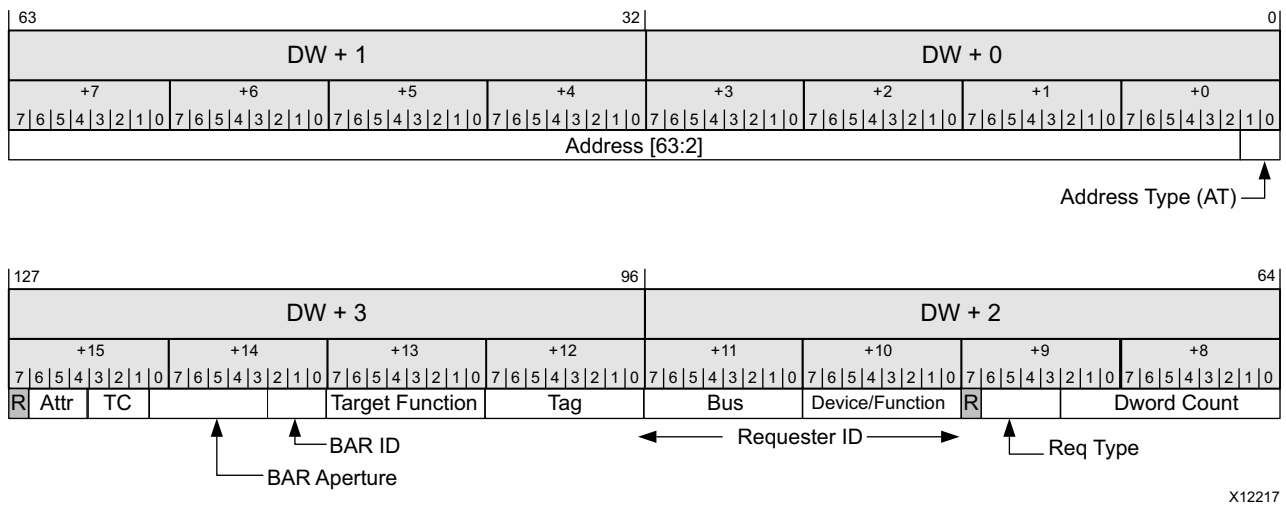 63 32 0
DW + 1 DW + 0
+7 +6 +5 +4 +3 +2 +1 +0
7 6 5 4 3 2 1 0 7 6 5 4 3 2 1 0 7 6 5 4 3 2 1 0 7 6 5 4 3 2 1 0 7 6 5 4 3 2 1 0 7 6 5 4 3 2 1 0 7 6 5 4 3 2 1 0 7 6 5 4 3 2 1 0
Address [63:2]
Address Type (AT)
127 96 64
DW + 3 DW + 2
+15 +14 +13 +12 +11 +10 +9 +8
7 6 5 4 3 2 1 0 7 6 5 4 3 2 1 0 7 6 5 4 3 2 1 0 7 6 5 4 3 2 1 0 7 6 5 4 3 2 1 0 7 6 5 4 3 2 1 0 7 6 5 4 3 2 1 0 7 6 5 4 3 2 1 0
R Attr TC Target Function Tag Bus Device/Function R Dword Count
BAR ID Requester ID Req Type
BAR Aperture
X12217